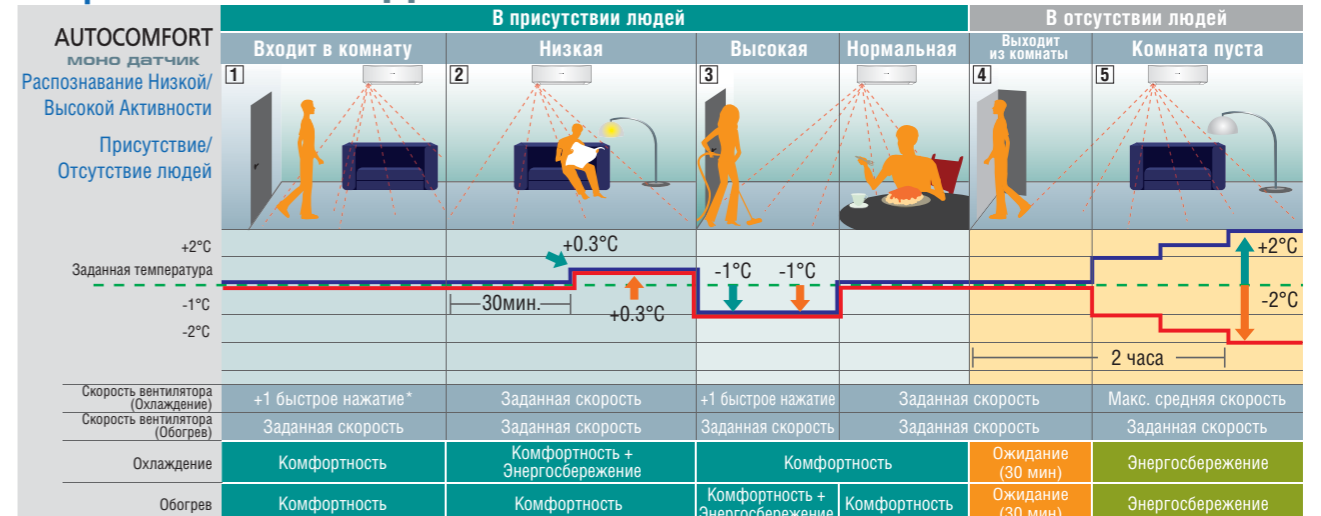 В присутствии людей
В отсутствии людей
AUTOCOMFORT
моно датчик
Распознавание Низкой/
Высокой Активности
Присутствие/
Отсутствие людей
Входит в комнату
Низкая
Высокая
Нормальная
Выходит
из комнаты
Комната пуста
1
2
3
4
5
+2°C
Заданная температура
-1°C
-2°C
+0.3°C
30мин.
+0.3°C
-1°C
-1°C
+2°C
-2°C
2 часа
Скорость вентилятора
(Охлаждение)
+1 быстрое нажатие*
Заданная скорость
+1 быстрое нажатие
Заданная скорость
Макс. средняя скорость
Скорость вентилятора
(Обогрев)
Заданная скорость
Заданная скорость
Заданная скорость
Заданная скорость
Заданная скорость
Охлаждение
Комфортность
Комфортность +
Энергосбережение
Комфортность
Ожидание
(30 мин)
Энергосбережение
Обогрев
Комфортность
Комфортность
Комфортность +
Энергосбережение
Комфортность
Ожидание
(30 мин)
Энергосбережение